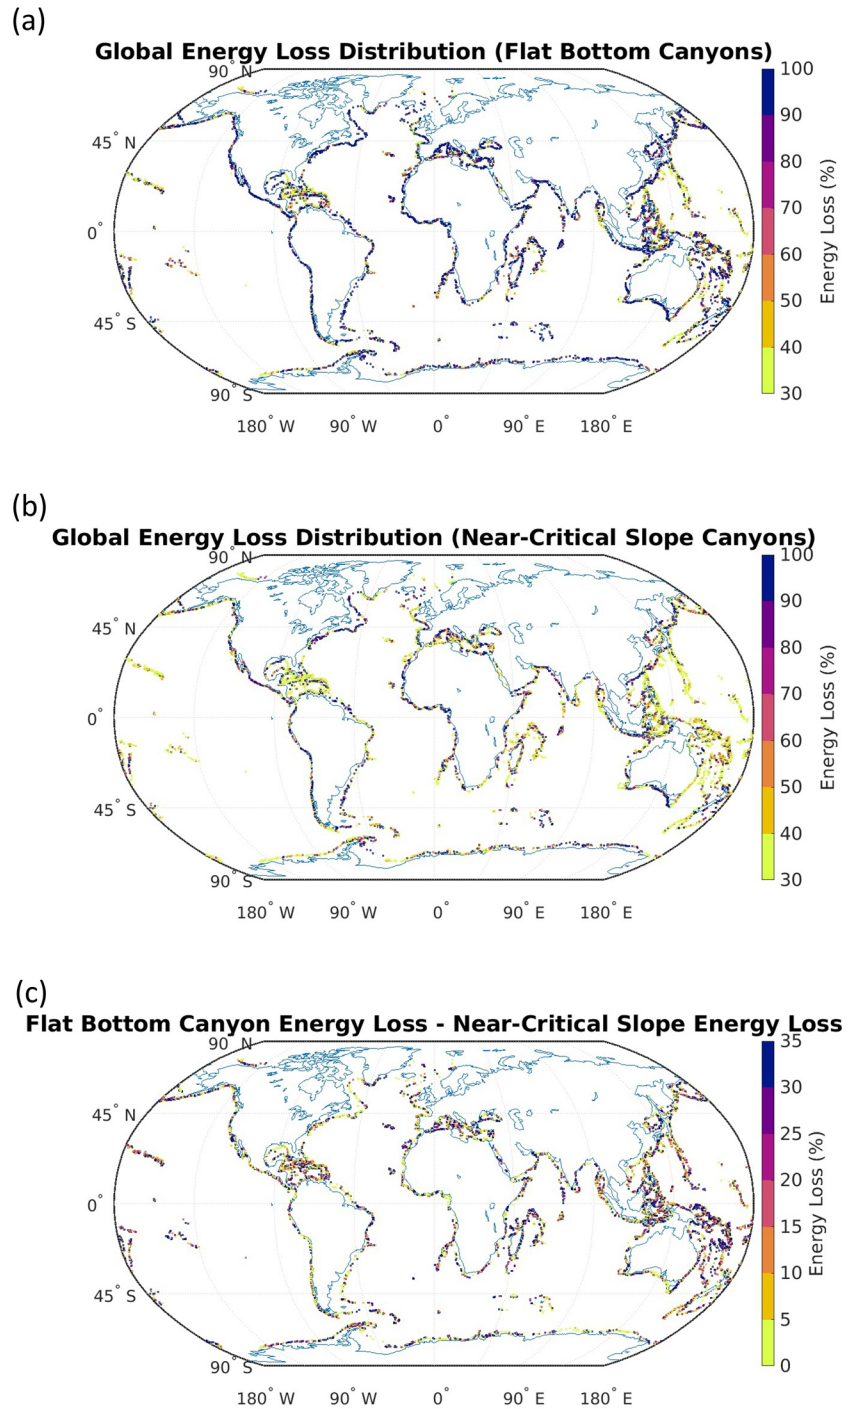 (a)
Global Energy Loss Distribution (Flat Bottom Canyons)
90° N
45° N
0°
45° S
90° S
180° W 90° W 0° 90° E 180° E
100
90
80
70
60
50
40
30
Energy Loss (%)
(b)
Global Energy Loss Distribution (Near-Critical Slope Canyons)
90° N
45° N
0°
45° S
90° S
180° W 90° W 0° 90° E 180° E
100
90
80
70
60
50
40
30
Energy Loss (%)
(c)
Flat Bottom Canyon Energy Loss - Near-Critical Slope Energy Loss
90° N
45° N
0°
45° S
90° S
180° W 90° W 0° 90° E 180° E
35
30
25
20
15
10
5
0
Energy Loss (%)